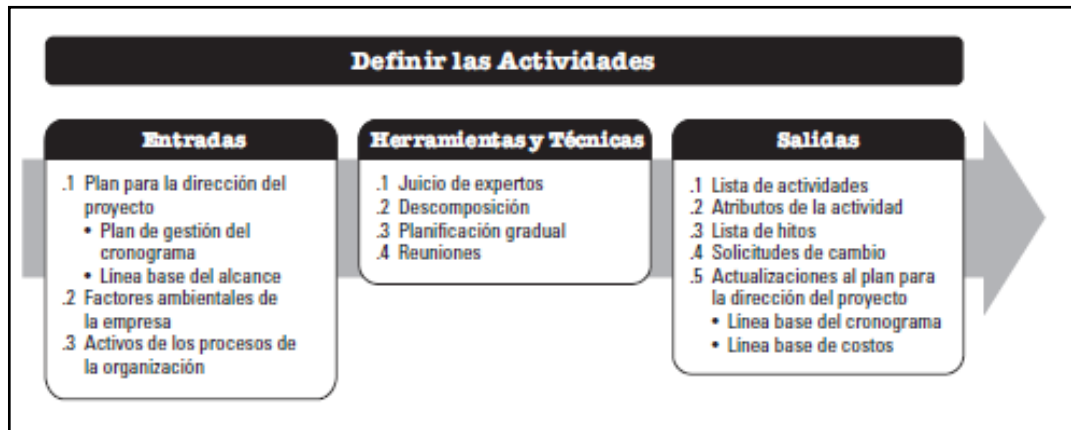 Definir las Actividades
Entradas
.1 Plan para la dirección del
proyecto
• Plan de gestión del
cronograma
• Línea base del alcance
.2 Factores ambientales de
la empresa
.3 Activos de los procesos de
la organización
Herramientas y Técnicas
.1 Juicio de expertos
.2 Descomposición
.3 Planificación gradual
.4 Reuniones
Salidas
.1 Lista de actividades
.2 Atributos de la actividad
.3 Lista de hitos
.4 Solicitudes de cambio
.5 Actualizaciones al plan para
la dirección del proyecto
• Línea base del cronograma
• Línea base de costos